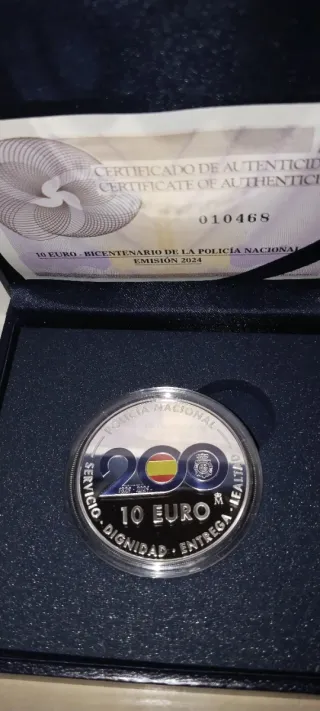 CERTIFICADO DE AUTENTICID
CERTIFICATE OF AUTHENTICI
010468
10 EURO - BICENTENARIO DE LA POLICÍA NACIONAL
EMISIÓN 2024
POLICÍA NACIONAL
200
1824 - 2024
10 EURO
SERVICIO · DIGNIDAD · ENTREGA · LEALTAD